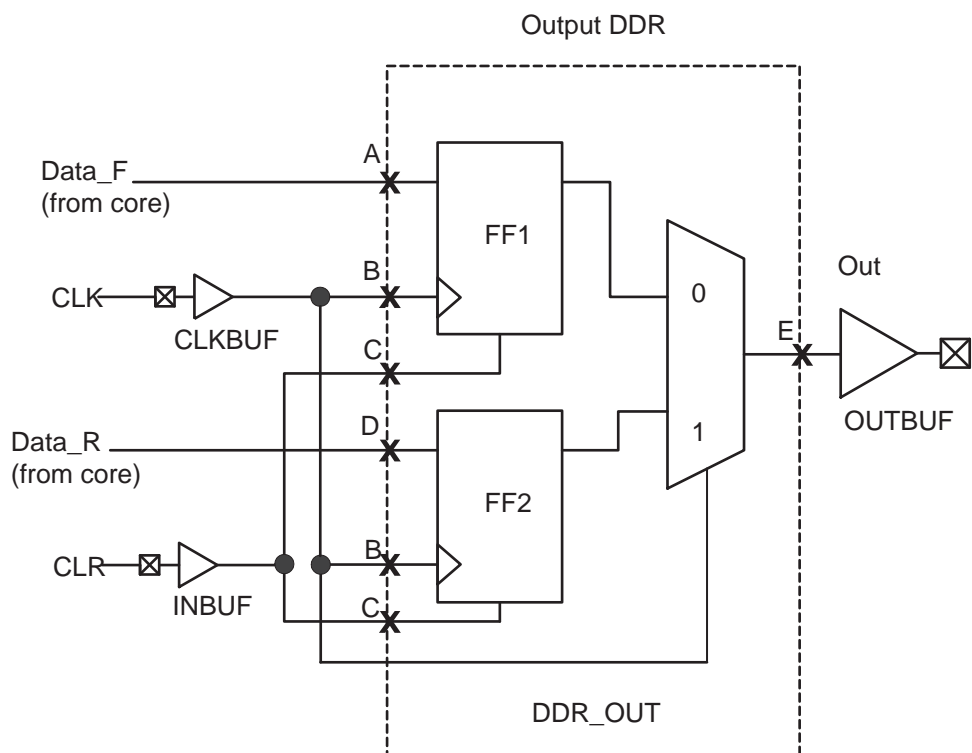 Output DDR
A
Data_F
(from core)
FF1
B
CLK
CLKBUF
0
Out
E
C
OUTBUF
D
Data_R
(from core)
1
FF2
B
CLR
INBUF
C
DDR_OUT